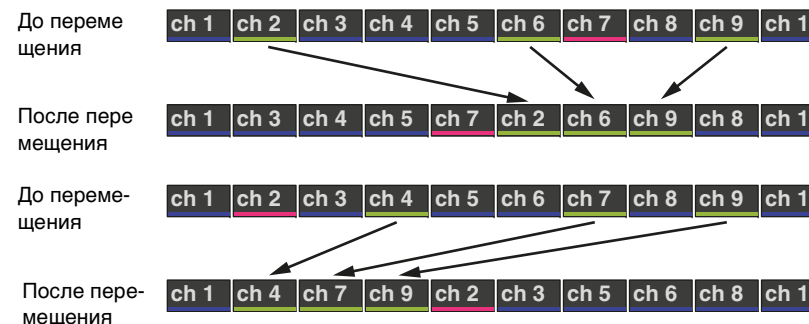 До переме
щения
ch 1 ch 2 ch 3 ch 4 ch 5 ch 6 ch 7 ch 8 ch 9 ch 1
После пере
мещения
ch 1 ch 3 ch 4 ch 5 ch 7 ch 2 ch 6 ch 9 ch 8 ch 1
До переме-
щения
ch 1 ch 2 ch 3 ch 4 ch 5 ch 6 ch 7 ch 8 ch 9 ch 1
После пере-
мещения
ch 1 ch 4 ch 7 ch 9 ch 2 ch 3 ch 5 ch 6 ch 8 ch 1